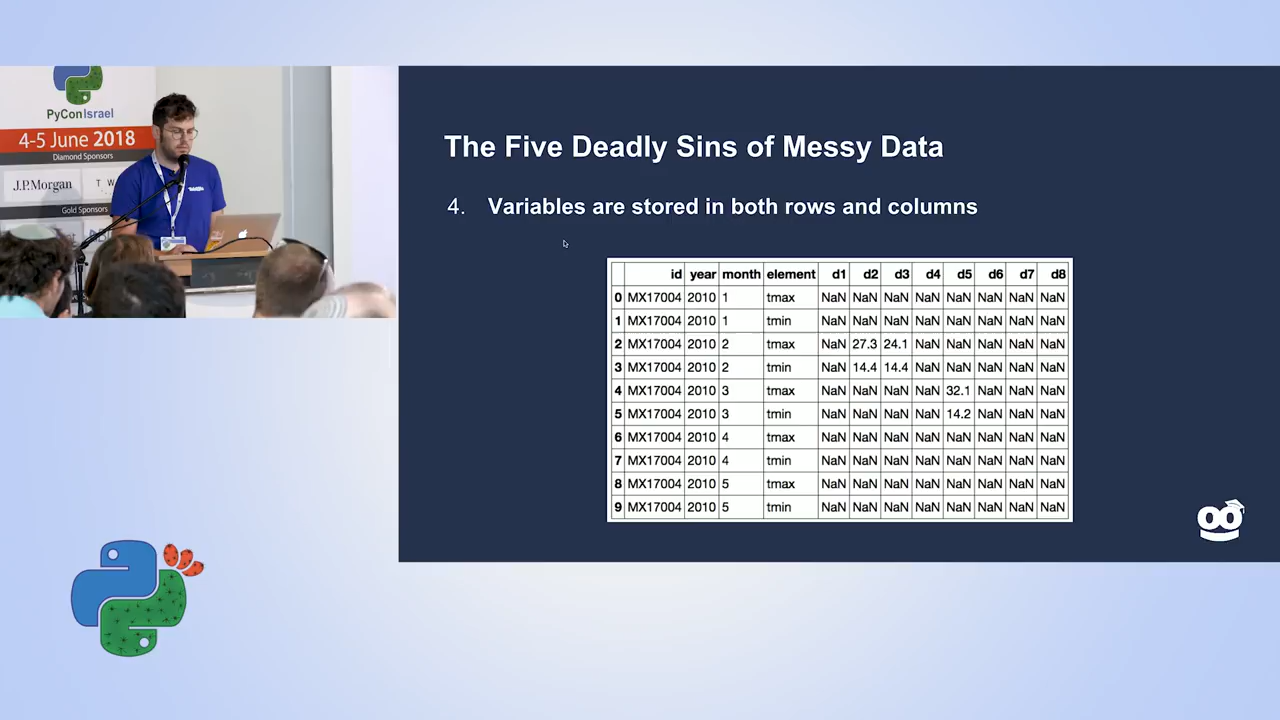 PyConIsrael
4-5 June 2018
Diamond Sponsors
J.P.Morgan
T W
Gold Sponsors
The Five Deadly Sins of Messy Data
4. Variables are stored in both rows and columns
id year month element d1 d2 d3 d4 d5 d6 d7 d8
0 MX17004 2010 1 tmax NaN NaN NaN NaN NaN NaN NaN NaN
1 MX17004 2010 1 tmin NaN NaN NaN NaN NaN NaN NaN NaN
2 MX17004 2010 2 tmax NaN 27.3 24.1 NaN NaN NaN NaN NaN
3 MX17004 2010 2 tmin NaN 14.4 14.4 NaN NaN NaN NaN NaN
4 MX17004 2010 3 tmax NaN NaN NaN NaN 32.1 NaN NaN NaN
5 MX17004 2010 3 tmin NaN NaN NaN NaN 14.2 NaN NaN NaN
6 MX17004 2010 4 tmax NaN NaN NaN NaN NaN NaN NaN NaN
7 MX17004 2010 4 tmin NaN NaN NaN NaN NaN NaN NaN NaN
8 MX17004 2010 5 tmax NaN NaN NaN NaN NaN NaN NaN NaN
9 MX17004 2010 5 tmin NaN NaN NaN NaN NaN NaN NaN NaN